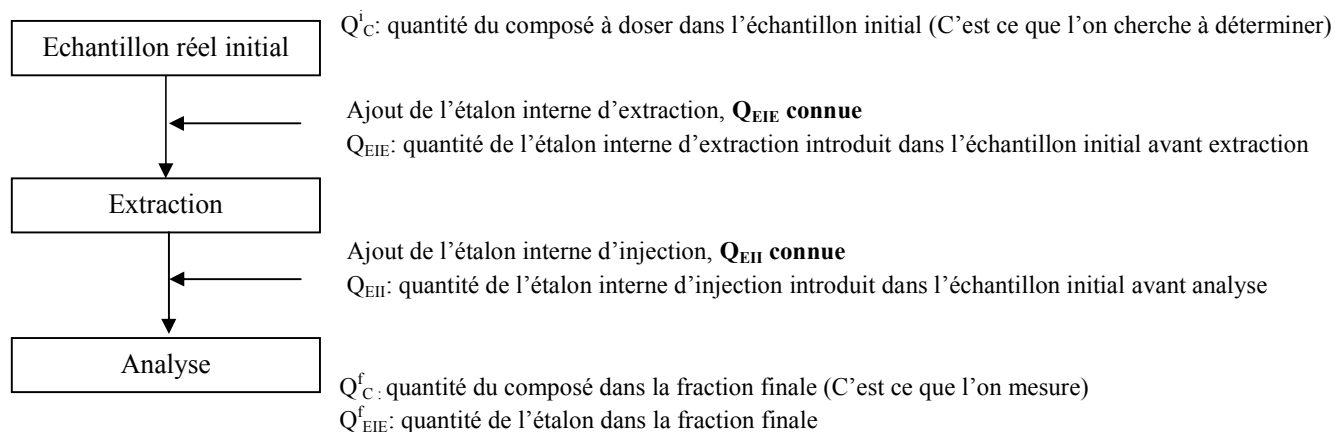 Q^i_C: quantité du composé à doser dans l’échantillon initial (C’est ce que l’on cherche à déterminer)
Echantillon réel initial
Ajout de l’étalon interne d’extraction, Q_EIE connue
Q_EIE: quantité de l’étalon interne d’extraction introduit dans l’échantillon initial avant extraction
Extraction
Ajout de l’étalon interne d’injection, Q_EII connue
Q_EII: quantité de l’étalon interne d’injection introduit dans l’échantillon initial avant analyse
Analyse
Q^f_C : quantité du composé dans la fraction finale (C’est ce que l’on mesure)
Q^f_EIE: quantité de l’étalon dans la fraction finale